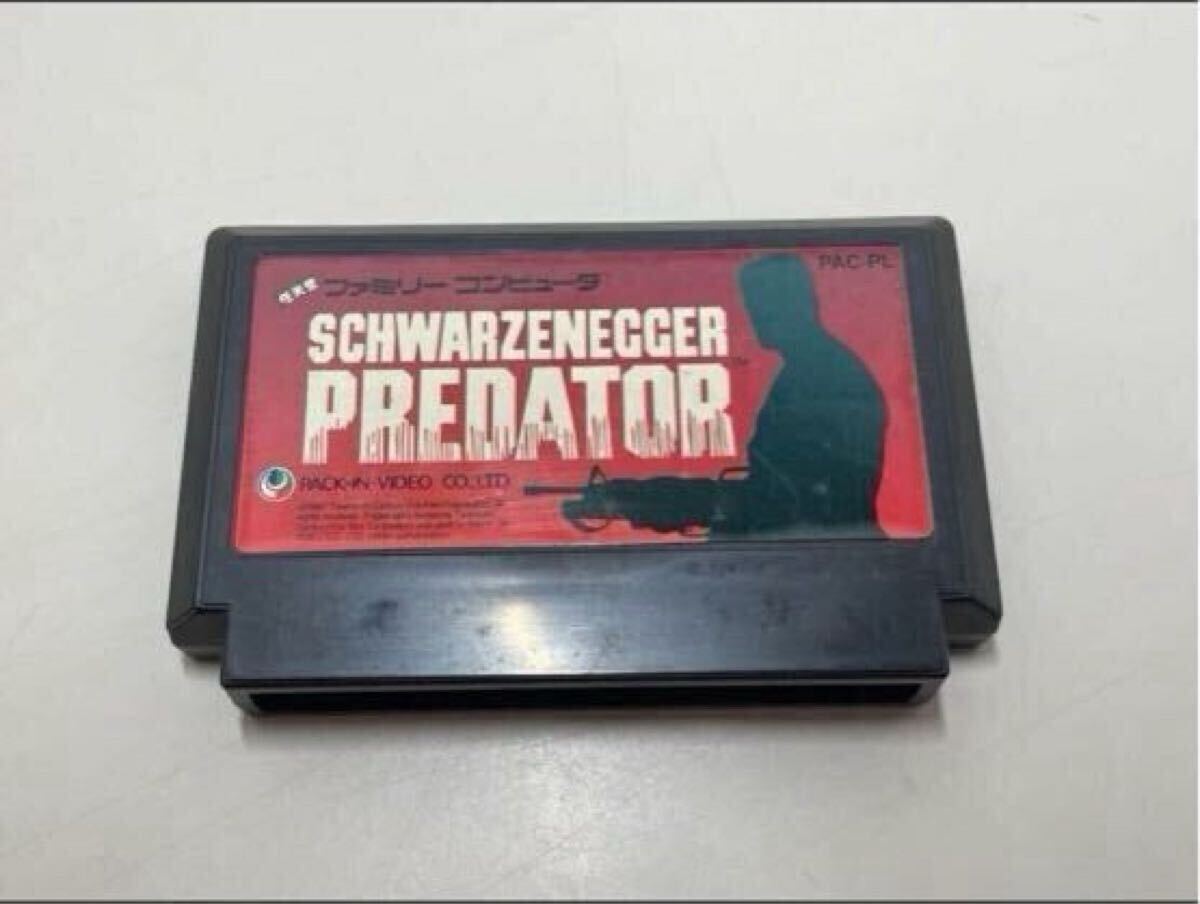 任天堂 ファミリーコンピュータ
PAC-PL
SCHWARZENEGGER
PREDATOR™
PACK-IN-VIDEO CO.,LTD